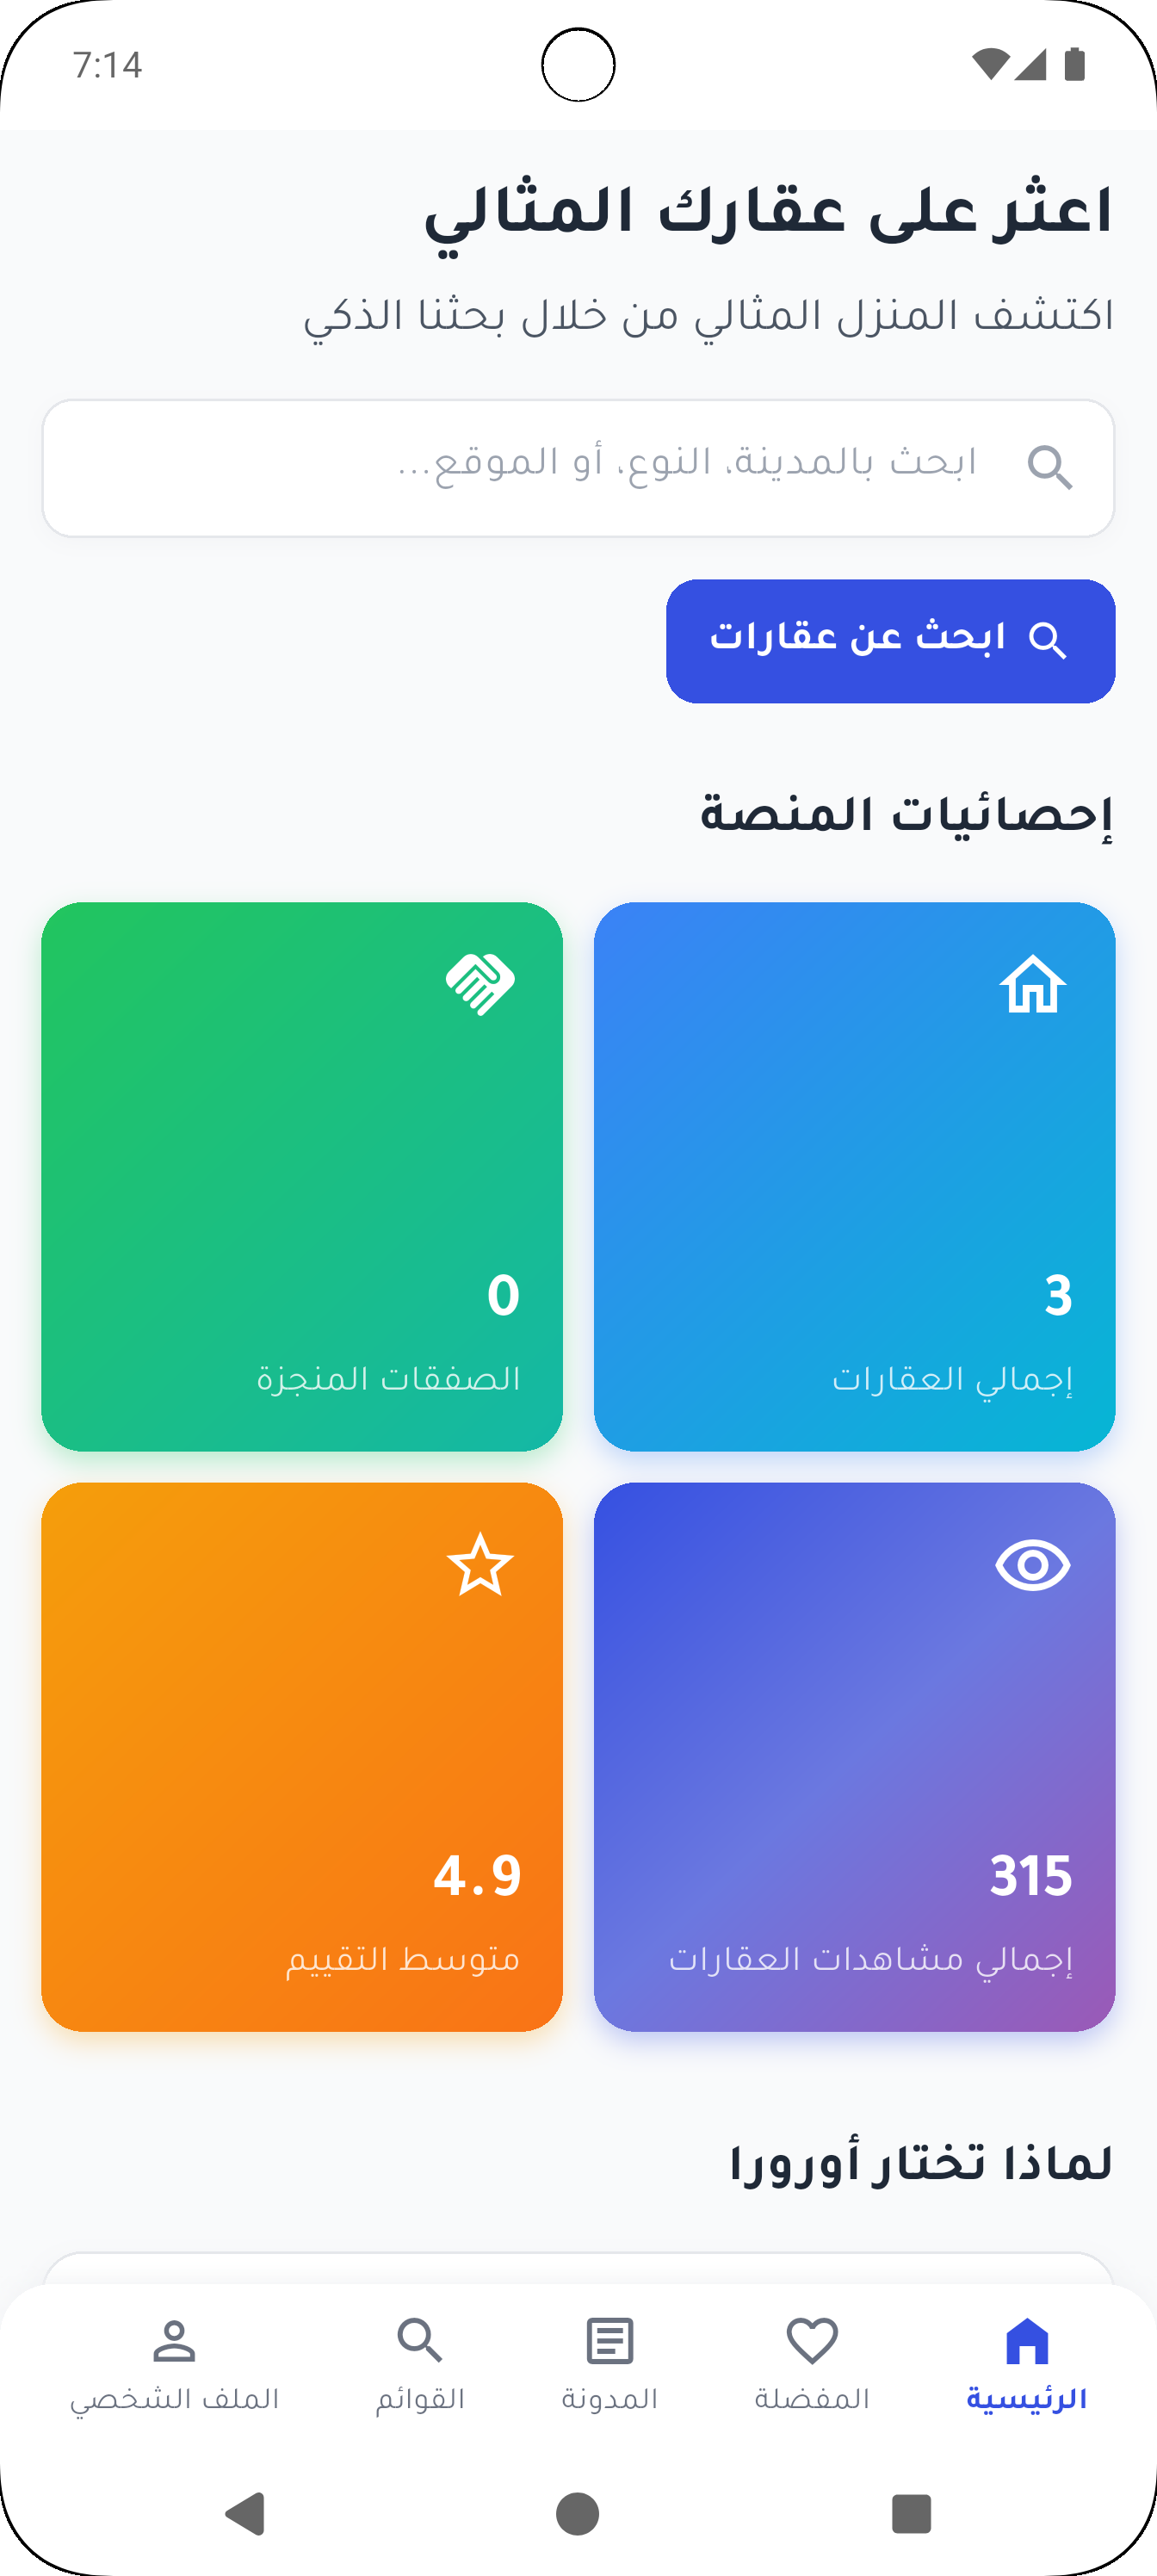 7:14
اعثر على عقارك المثالي
اكتشف المنزل المثالي من خلال بحثنا الذكي
ابحث بالمدينة، النوع، أو الموقع...
ابحث عن عقارات
إحصائيات المنصة
3
إجمالي العقارات
0
الصفقات المنجزة
315
إجمالي مشاهدات العقارات
4.9
متوسط التقييم
لماذا تختار أورورا
الرئيسية
المفضلة
المدونة
القوائم
الملف الشخصي